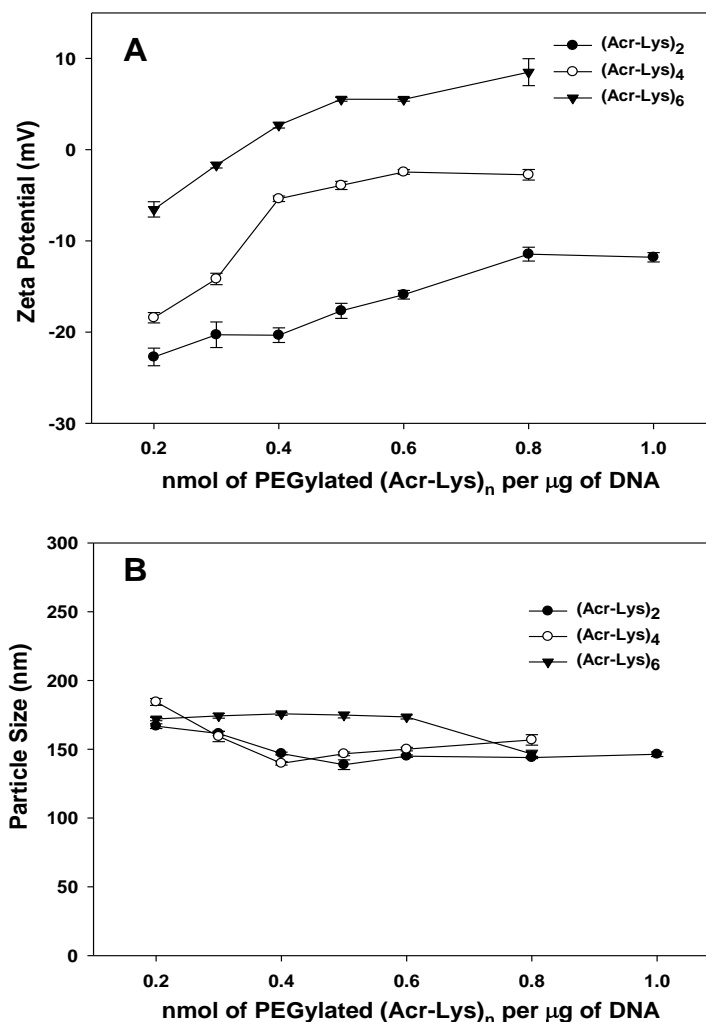 A
(Acr-Lys)2
(Acr-Lys)4
(Acr-Lys)6
Zeta Potential (mV)
10
0
-10
-20
-30
0.2 0.4 0.6 0.8 1.0
nmol of PEGylated (Acr-Lys)n per μg of DNA
B
(Acr-Lys)2
(Acr-Lys)4
(Acr-Lys)6
Particle Size (nm)
300
250
200
150
100
50
0
0.2 0.4 0.6 0.8 1.0
nmol of PEGylated (Acr-Lys)n per μg of DNA